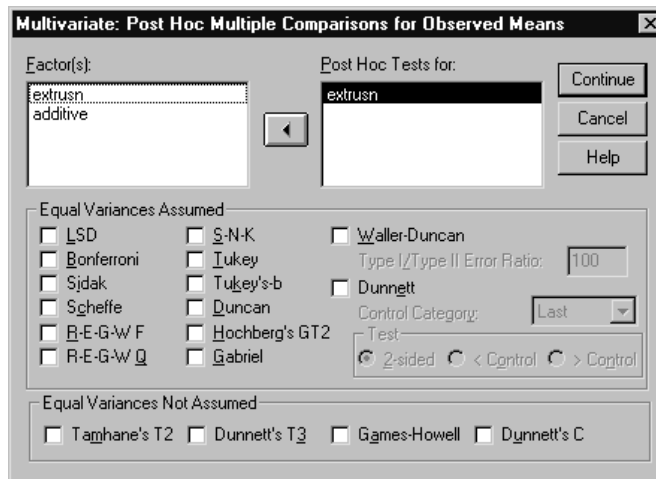 Multivariate: Post Hoc Multiple Comparisons for Observed Means
Factor(s):
extrusn
additive
Post Hoc Tests for:
extrusn
Continue
Cancel
Help
Equal Variances Assumed
LSD
Bonferroni
Sidak
Scheffe
R-E-G-W F
R-E-G-W Q
S-N-K
Tukey
Tukey's-b
Duncan
Hochberg's GT2
Gabriel
Waller-Duncan
Type I/Type II Error Ratio: 100
Dunnett
Control Category: Last
Test
2-sided < Control > Control
Equal Variances Not Assumed
Tamhane's T2 Dunnett's T3 Games-Howell Dunnett's C